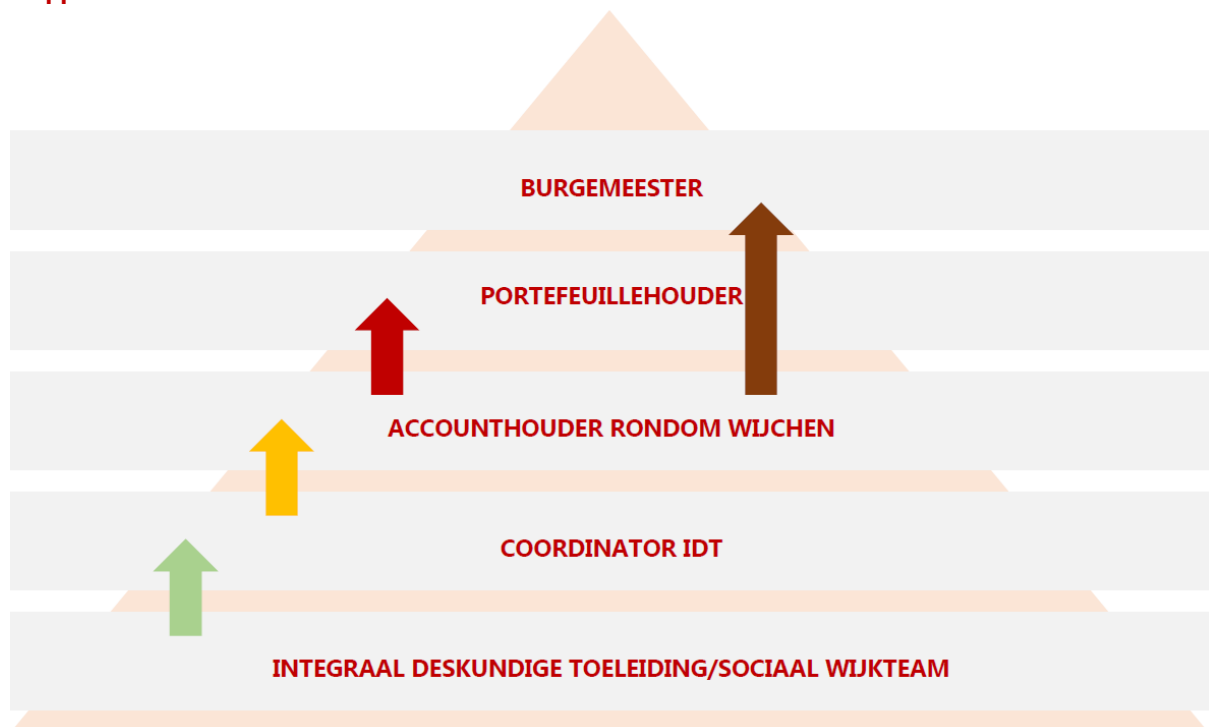 BURGEMEESTER
PORTEFEUILLEHOUDER
ACCOUNTHOUDER RONDOM WIJCHEN
COORDINATOR IDT
INTEGRAAL DESKUNDIGE TOELEIDING/SOCIAAL WIJKTEAM